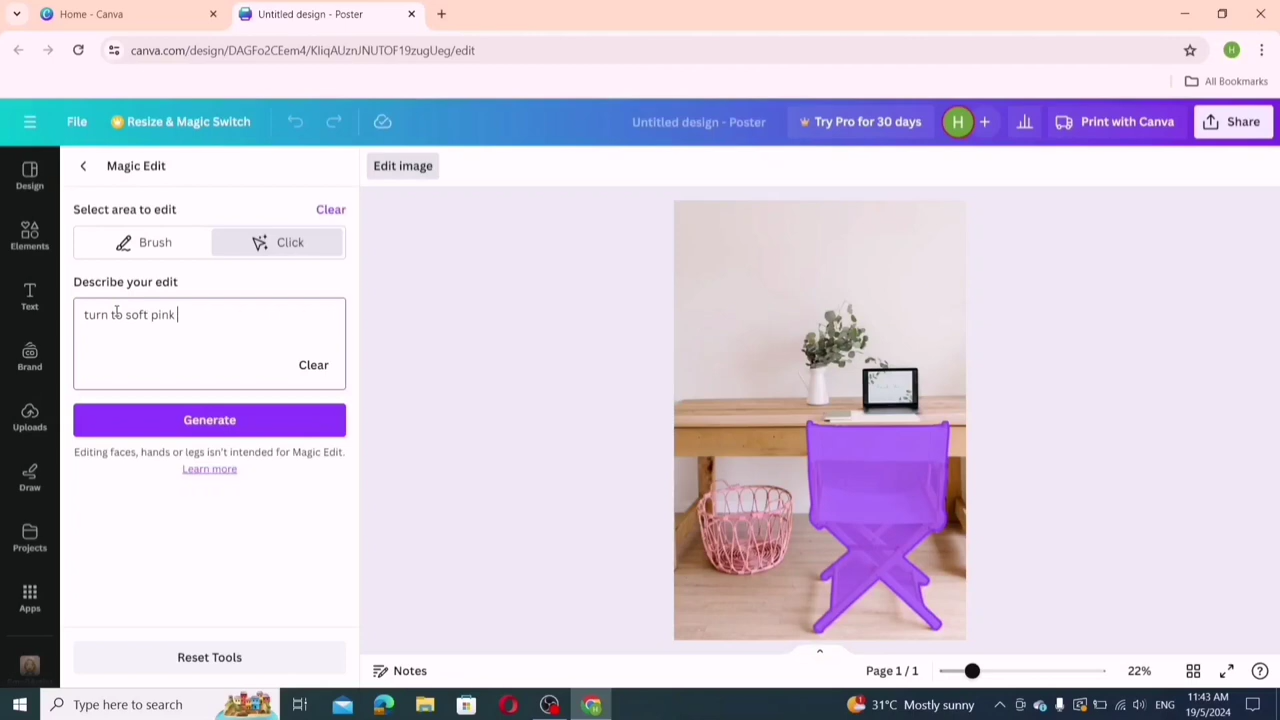 Home - Canva
Untitled design - Poster
canva.com/design/DAGFo2CEem4/KIiqAUznJNUTOF19zugUeg/edit
All Bookmarks
File
Resize & Magic Switch
Untitled design - Poster
Try Pro for 30 days
H
Print with Canva
Share
Magic Edit
Edit image
Design
Elements
Text
Brand
Uploads
Draw
Projects
Apps
Select area to edit
Clear
Brush
Click
Describe your edit
turn to soft pink
Clear
Generate
Editing faces, hands or legs isn't intended for Magic Edit.
Learn more
Reset Tools
Notes
Page 1 / 1
22%
Type here to search
31°C Mostly sunny
ENG
11:43 AM
19/5/2024